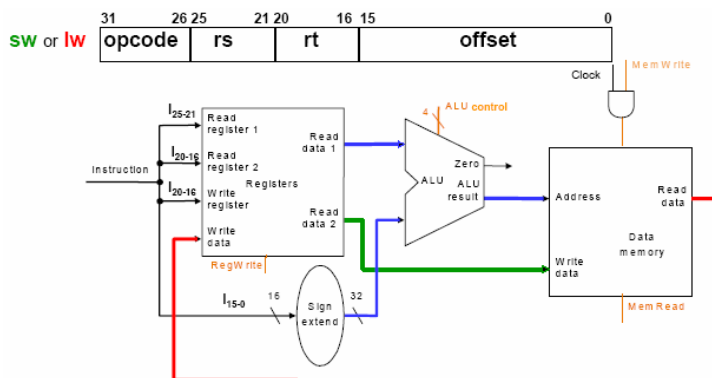 31 26 25 21 20 16 15 0
sw or lw opcode rs rt offset
Clock
MemWrite
4 ALU control
I25-21
Read
register 1
Read
data 1
I20-16
Read
register 2
Instruction
Registers
I20-16
Write
register
Read
data 2
Write
data
RegWrite
Zero
ALU
ALU
result
Address
Read
data
Data
memory
Write
data
MemRead
I15-0
16
Sign
extend
32